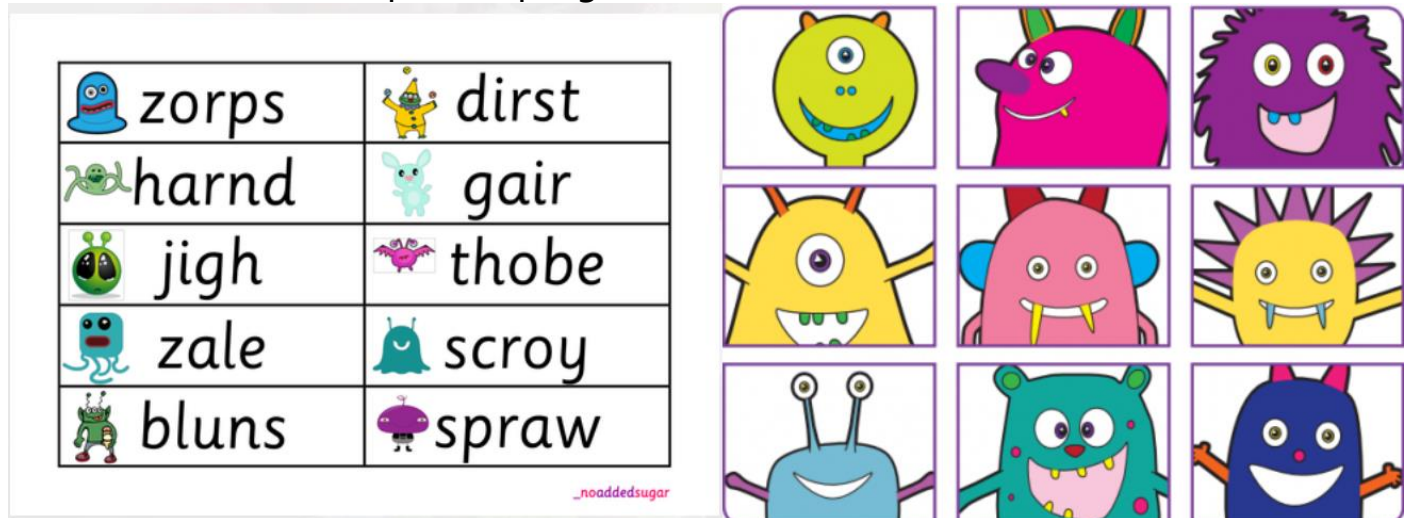 zorps
dirst
harnd
gair
jigh
thobe
zale
scroy
bluns
spraw
_noaddedsugar